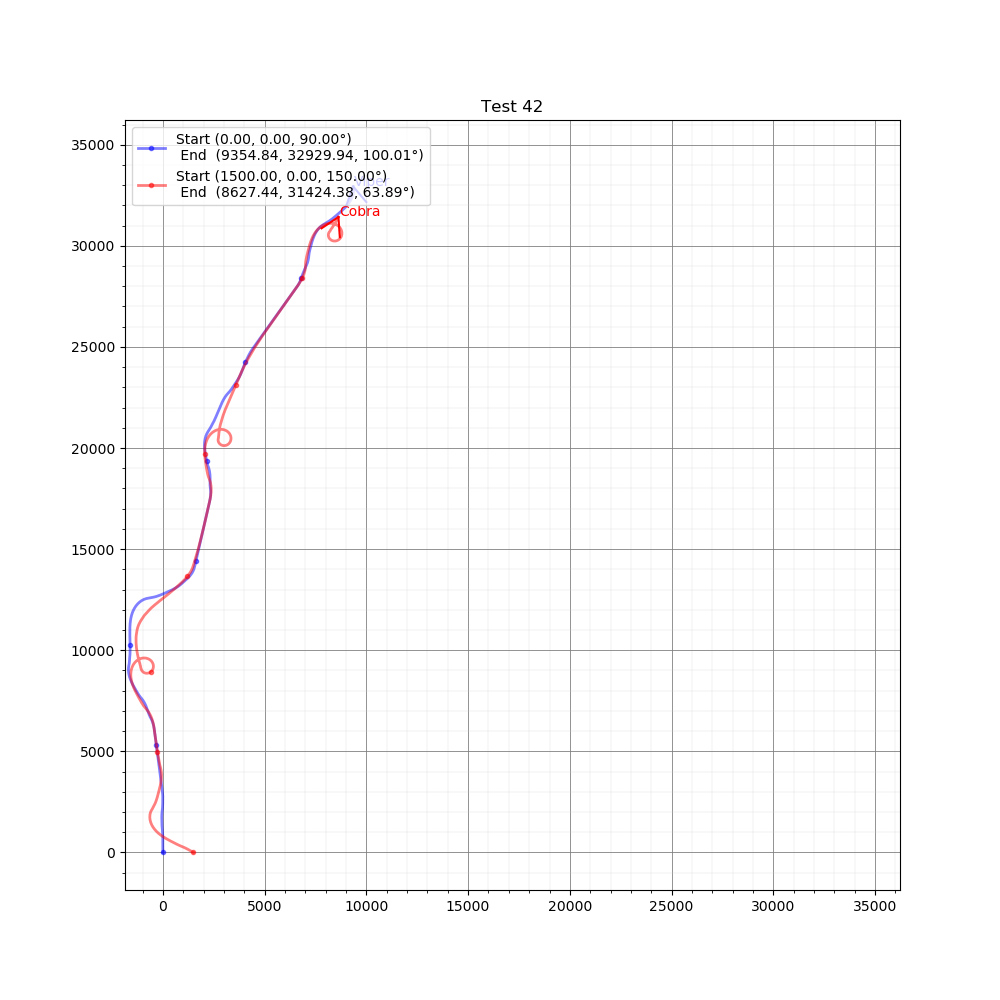 Test 42
Start (0.00, 0.00, 90.00°)
End (9354.84, 32929.94, 100.01°)
Start (1500.00, 0.00, 150.00°)
End (8627.44, 31424.38, 63.89°)
Cobra
35000
30000
25000
20000
15000
10000
5000
0
0 5000 10000 15000 20000 25000 30000 35000